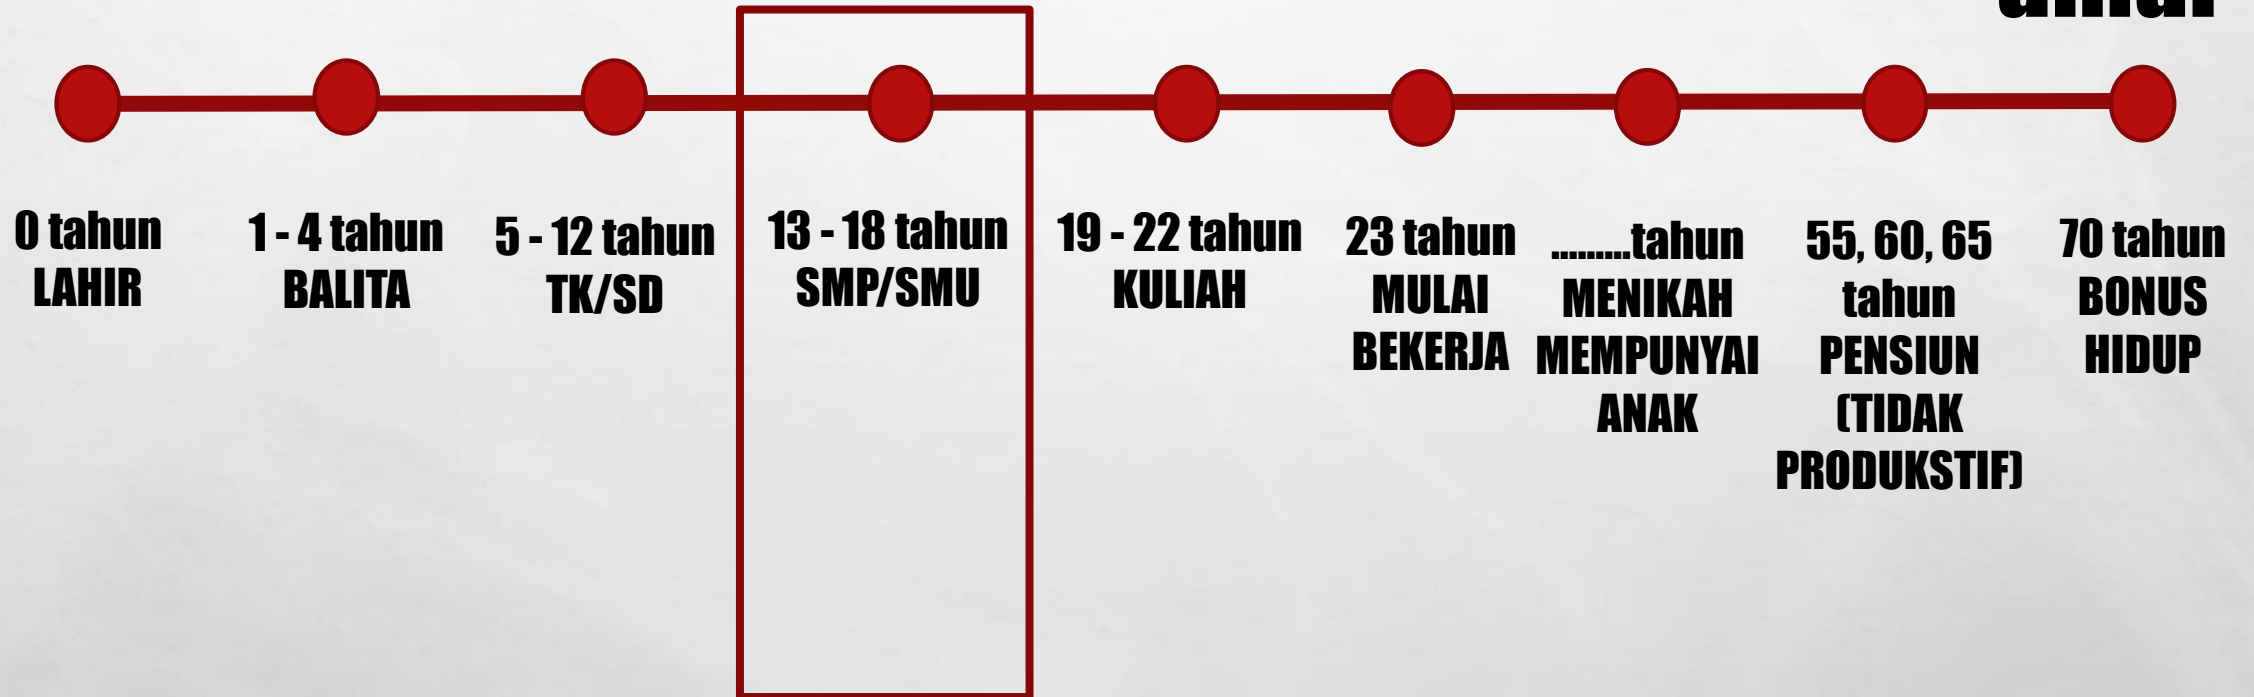 0 tahun
LAHIR
1 - 4 tahun
BALITA
5 - 12 tahun
TK/SD
13 - 18 tahun
SMP/SMU
19 - 22 tahun
KULIAH
23 tahun
MULAI
BEKERJA
.........tahun
MENIKAH
MEMPUNYAI
ANAK
55, 60, 65
tahun
PENSIUN
(TIDAK
PRODUKSTIF)
70 tahun
BONUS
HIDUP